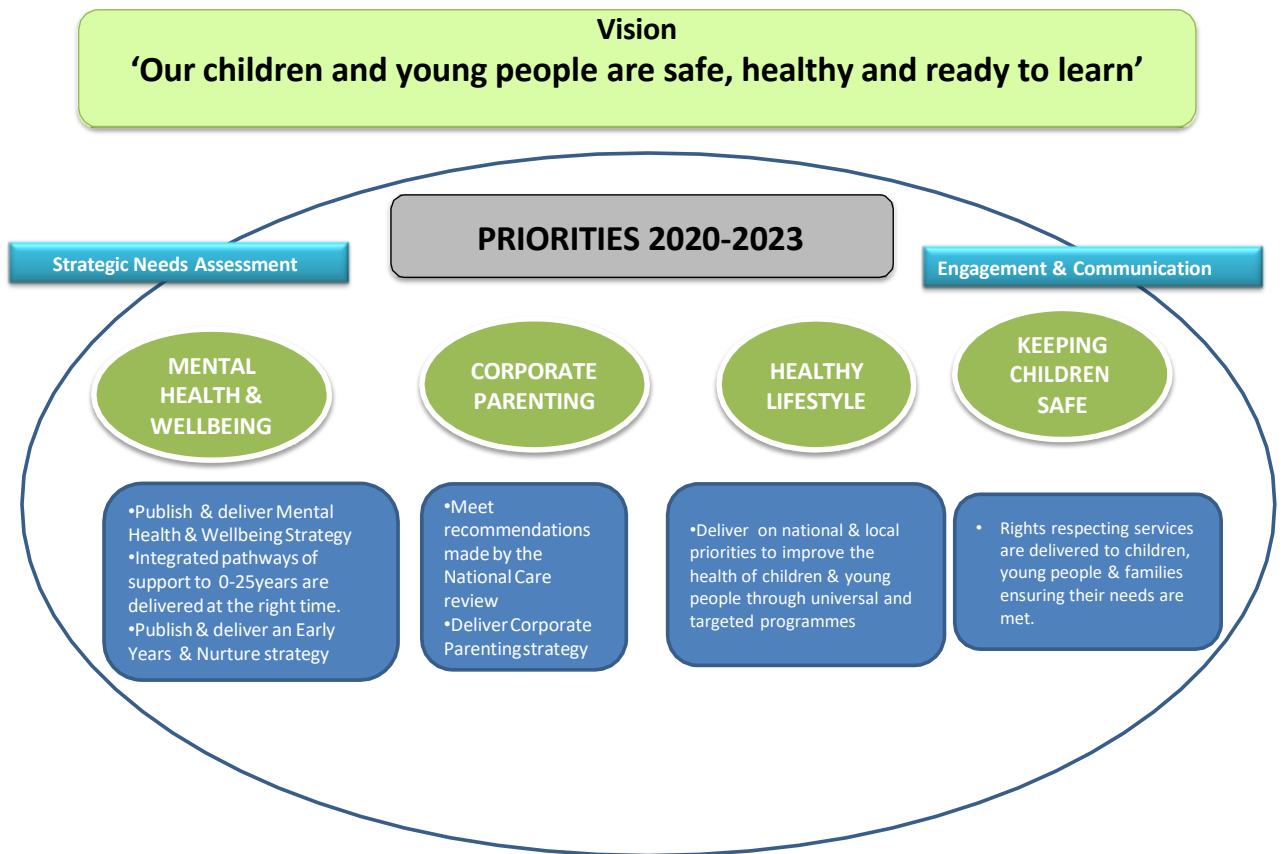 Vision
‘Our children and young people are safe, healthy and ready to learn’
PRIORITIES 2020-2023
Strategic Needs Assessment
Engagement & Communication
MENTAL
HEALTH &
WELLBEING
CORPORATE
PARENTING
HEALTHY
LIFESTYLE
KEEPING
CHILDREN
SAFE
•Publish & deliver Mental
Health & Wellbeing Strategy
•Integrated pathways of
support to 0-25years are
delivered at the right time.
•Publish & deliver an Early
Years & Nurture strategy
•Meet
recommendations
made by the
National Care
review
•Deliver Corporate
Parenting strategy
•Deliver on national & local
priorities to improve the
health of children & young
people through universal and
targeted programmes
• Rights respecting services
are delivered to children,
young people & families
ensuring their needs are
met.